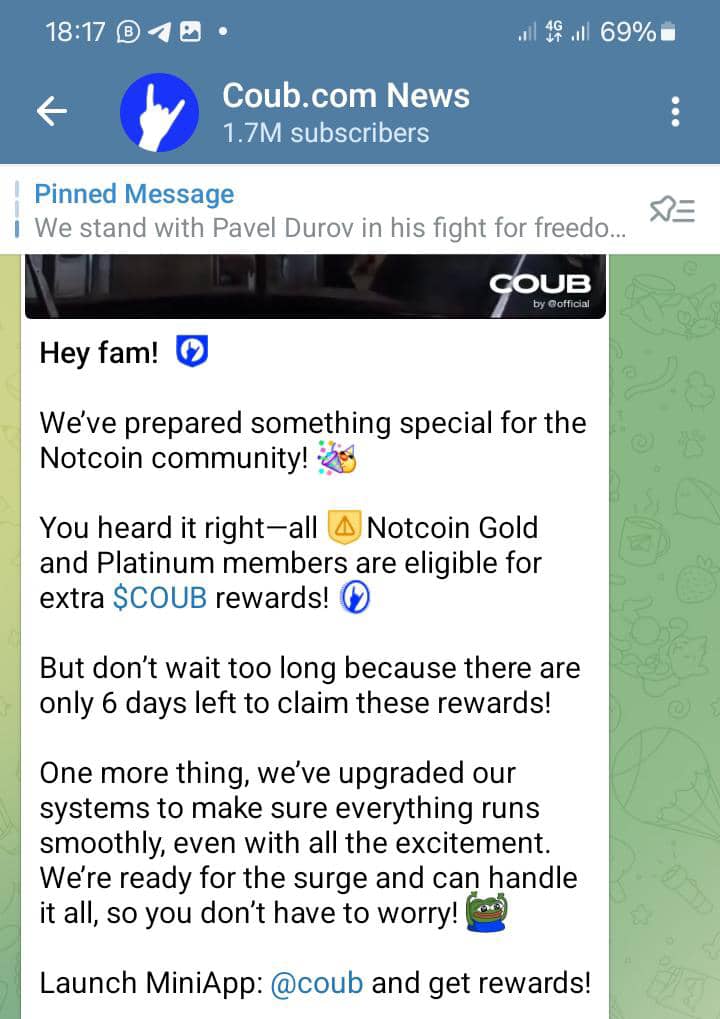 18:17
4G
69%
Coub.com News
1.7M subscribers
Pinned Message
We stand with Pavel Durov in his fight for freedo...
COUB
by @official
Hey fam!
We’ve prepared something special for the
Notcoin community!
You heard it right—all Notcoin Gold
and Platinum members are eligible for
extra $COUB rewards!
But don’t wait too long because there are
only 6 days left to claim these rewards!
One more thing, we’ve upgraded our
systems to make sure everything runs
smoothly, even with all the excitement.
We’re ready for the surge and can handle
it all, so you don’t have to worry!
Launch MiniApp: @coub and get rewards!